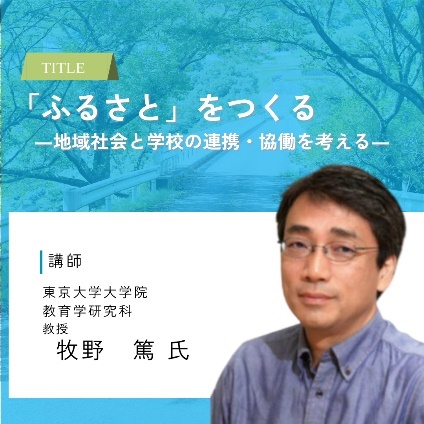 TITLE
「ふるさと」をつくる
―地域社会と学校の連携・協働を考える―
講師
東京大学大学院
教育学研究科
教授
牧野　篤 氏